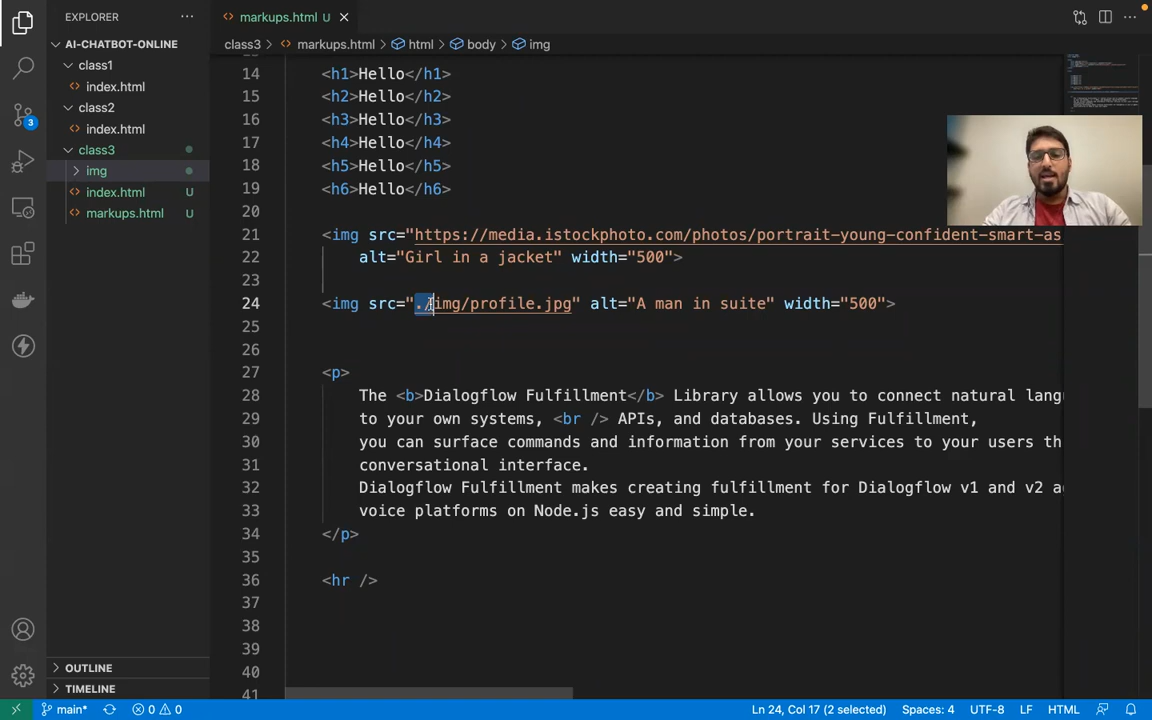 EXPLORER
AI-CHATBOT-ONLINE
class1
index.html
class2
index.html
class3
img
index.html U
markups.html U
OUTLINE
TIMELINE
3
markups.html U
class3 > markups.html > html > body > img
14 <h1>Hello</h1>
15 <h2>Hello</h2>
16 <h3>Hello</h3>
17 <h4>Hello</h4>
18 <h5>Hello</h5>
19 <h6>Hello</h6>
20
21 <img src="https://media.istockphoto.com/photos/portrait-young-confident-smart-as
22 alt="Girl in a jacket" width="500">
23
24 <img src="./img/profile.jpg" alt="A man in suite" width="500">
25
26
27 <p>
28 The <b>Dialogflow Fulfillment</b> Library allows you to connect natural lang
29 to your own systems, <br /> APIs, and databases. Using Fulfillment,
30 you can surface commands and information from your services to your users th
31 conversational interface.
32 Dialogflow Fulfillment makes creating fulfillment for Dialogflow v1 and v2 a
33 voice platforms on Node.js easy and simple.
34 </p>
35
36 <hr />
37
38
39
40
41
main* 0 0 Ln 24, Col 17 (2 selected) Spaces: 4 UTF-8 LF HTML